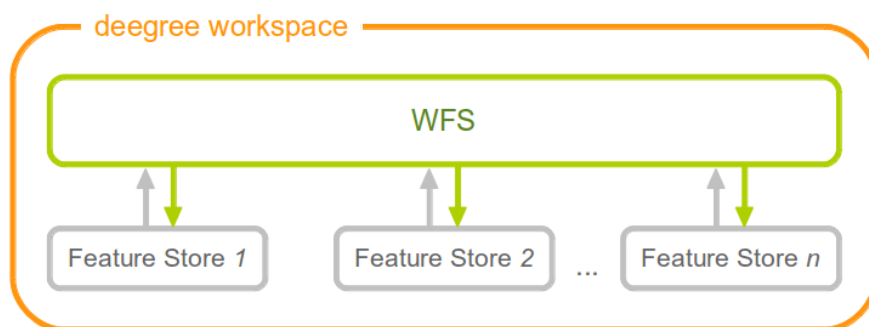 deegree workspace
WFS
Feature Store 1
Feature Store 2
...
Feature Store n